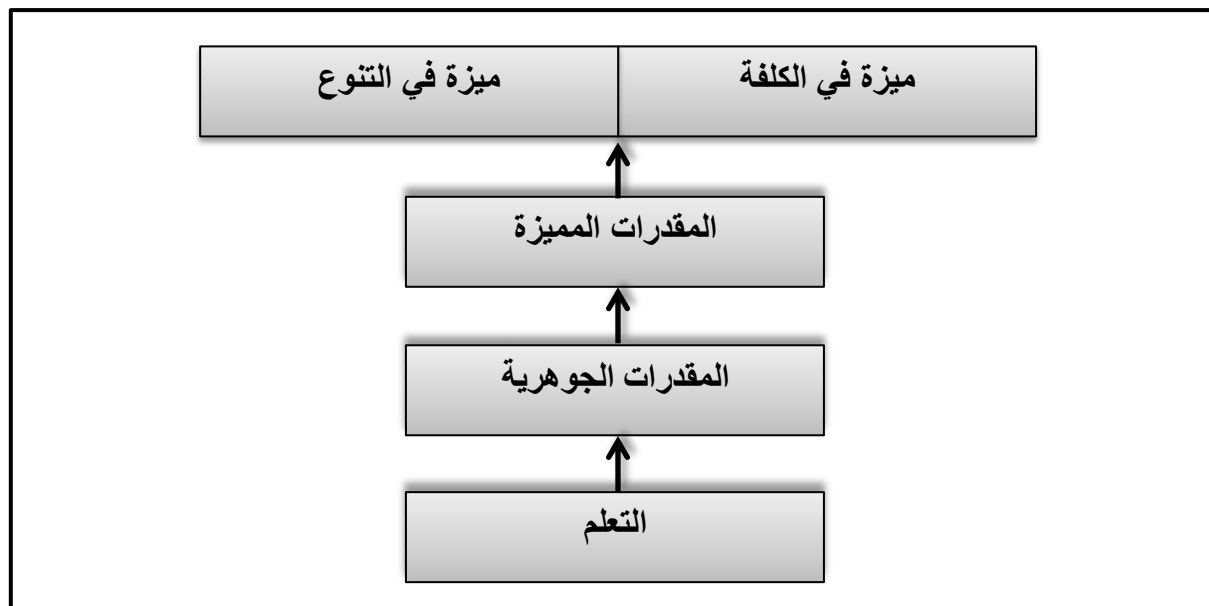 ميزة في الكلفة
ميزة في التنوع
المقدرات المميزة
المقدرات الجوهرية
التعلم